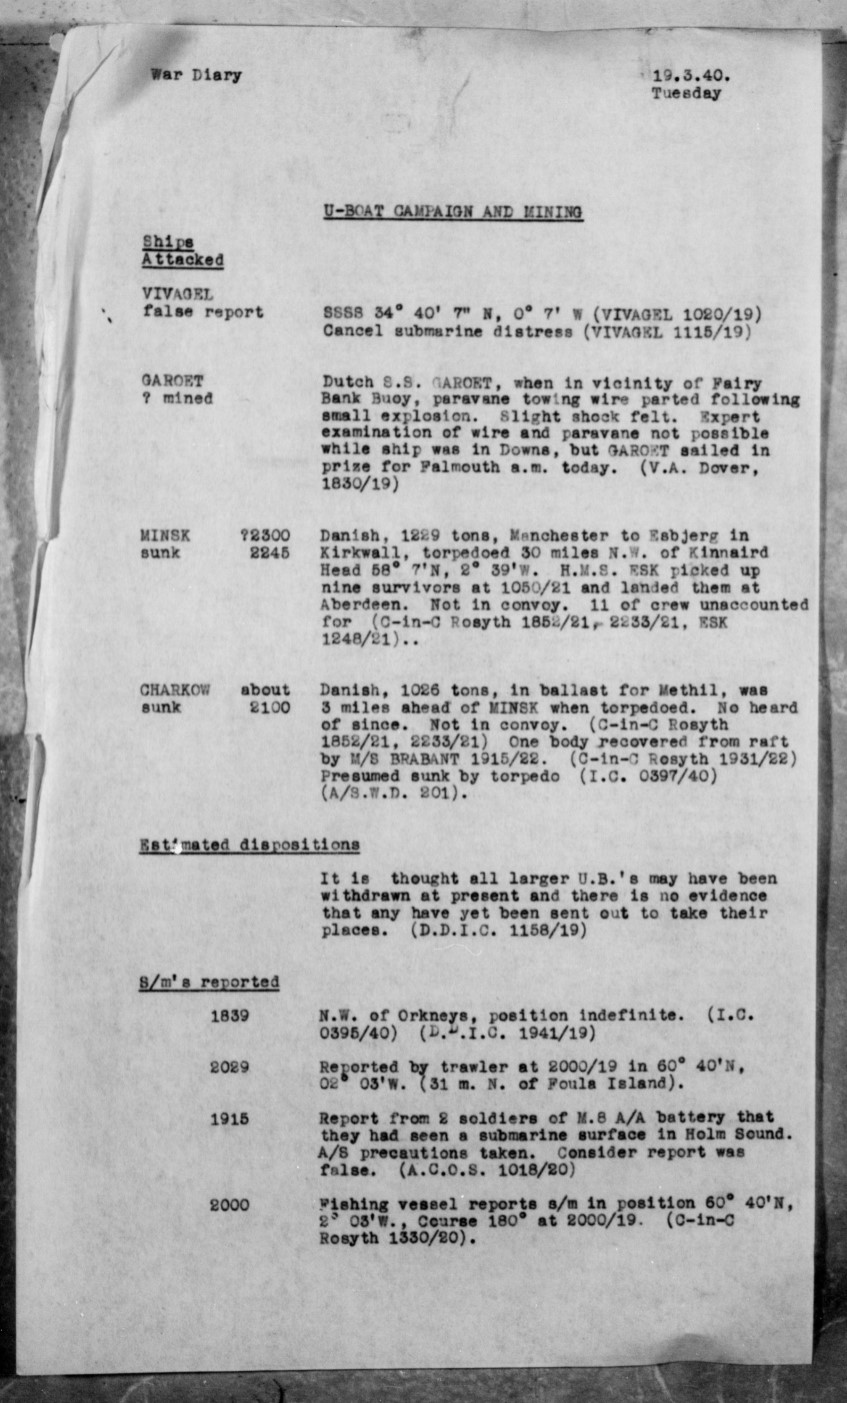 War Diary 19.3.40.
Tuesday
U-BOAT CAMPAIGN AND MINING
Ships
Attacked
VIVAGEL
false report SSSS 34° 40' 7" N, 0° 7' W (VIVAGEL 1020/19)
Cancel submarine distress (VIVAGEL 1115/19)
GAROET Dutch S.S. GAROET, when in vicinity of Fairy
? mined Bank Buoy, paravane towing wire parted following
small explosion. Slight shock felt. Expert
examination of wire and paravane not possible
while ship was in Downs, but GAROET sailed in
prize for Falmouth a.m. today. (V.A. Dover,
1830/19)
MINSK ?2300 Danish, 1229 tons, Manchester to Esbjerg in
sunk 2245 Kirkwall, torpedoed 30 miles N.W. of Kinnaird
Head 58° 7'N, 2° 39'W. H.M.S. ESK picked up
nine survivors at 1050/21 and landed them at
Aberdeen. Not in convoy. 11 of crew unaccounted
for (C-in-C Rosyth 1852/21, 2233/21, ESK
1248/21)..
CHARKOW about Danish, 1026 tons, in ballast for Methil, was
sunk 2100 3 miles ahead of MINSK when torpedoed. No heard
of since. Not in convoy. (C-in-C Rosyth
1852/21, 2233/21) One body recovered from raft
by M/S BRABANT 1915/22. (C-in-C Rosyth 1931/22)
Presumed sunk by torpedo (I.C. 0397/40)
(A/S.W.D. 201).
Estimated dispositions
It is thought all larger U.B.'s may have been
withdrawn at present and there is no evidence
that any have yet been sent out to take their
places. (D.D.I.C. 1158/19)
S/m's reported
1839 N.W. of Orkneys, position indefinite. (I.C.
0395/40) (D.D.I.C. 1941/19)
2029 Reported by trawler at 2000/19 in 60° 40'N,
02° 03'W. (31 m. N. of Foula Island).
1915 Report from 2 soldiers of M.8 A/A battery that
they had seen a submarine surface in Holm Sound.
A/S precautions taken. Consider report was
false. (A.C.O.S. 1018/20)
2000 Fishing vessel reports s/m in position 60° 40'N,
2° 03'W., Course 180° at 2000/19. (C-in-C
Rosyth 1330/20).